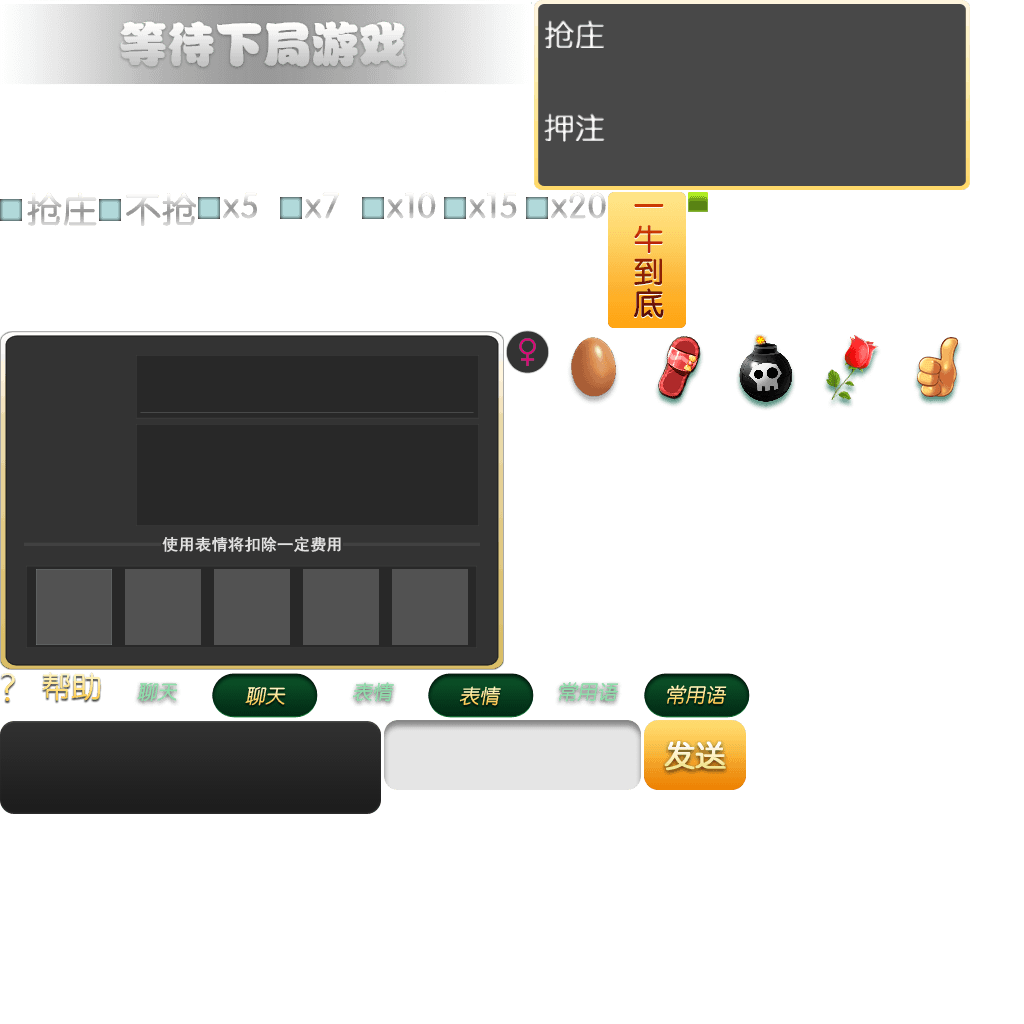 等待下局游戏
抢庄
押注
抢庄 不抢 x5 x7 x10 x15 x20
一牛到底
使用表情将扣除一定费用
? 帮助 聊天 聊天 表情 表情 常用语 常用语
发送